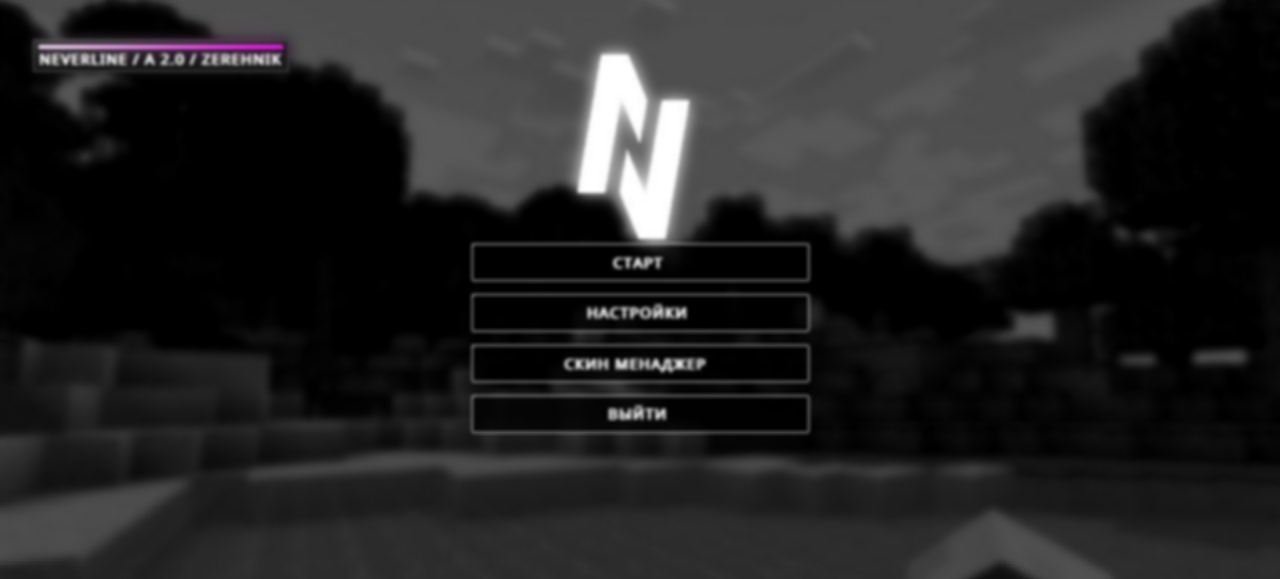 NEVERLINE / A 2.0 / ZEREHNIK
N
СТАРТ
НАСТРОЙКИ
СКИН МЕНАДЖЕР
ВЫЙТИ